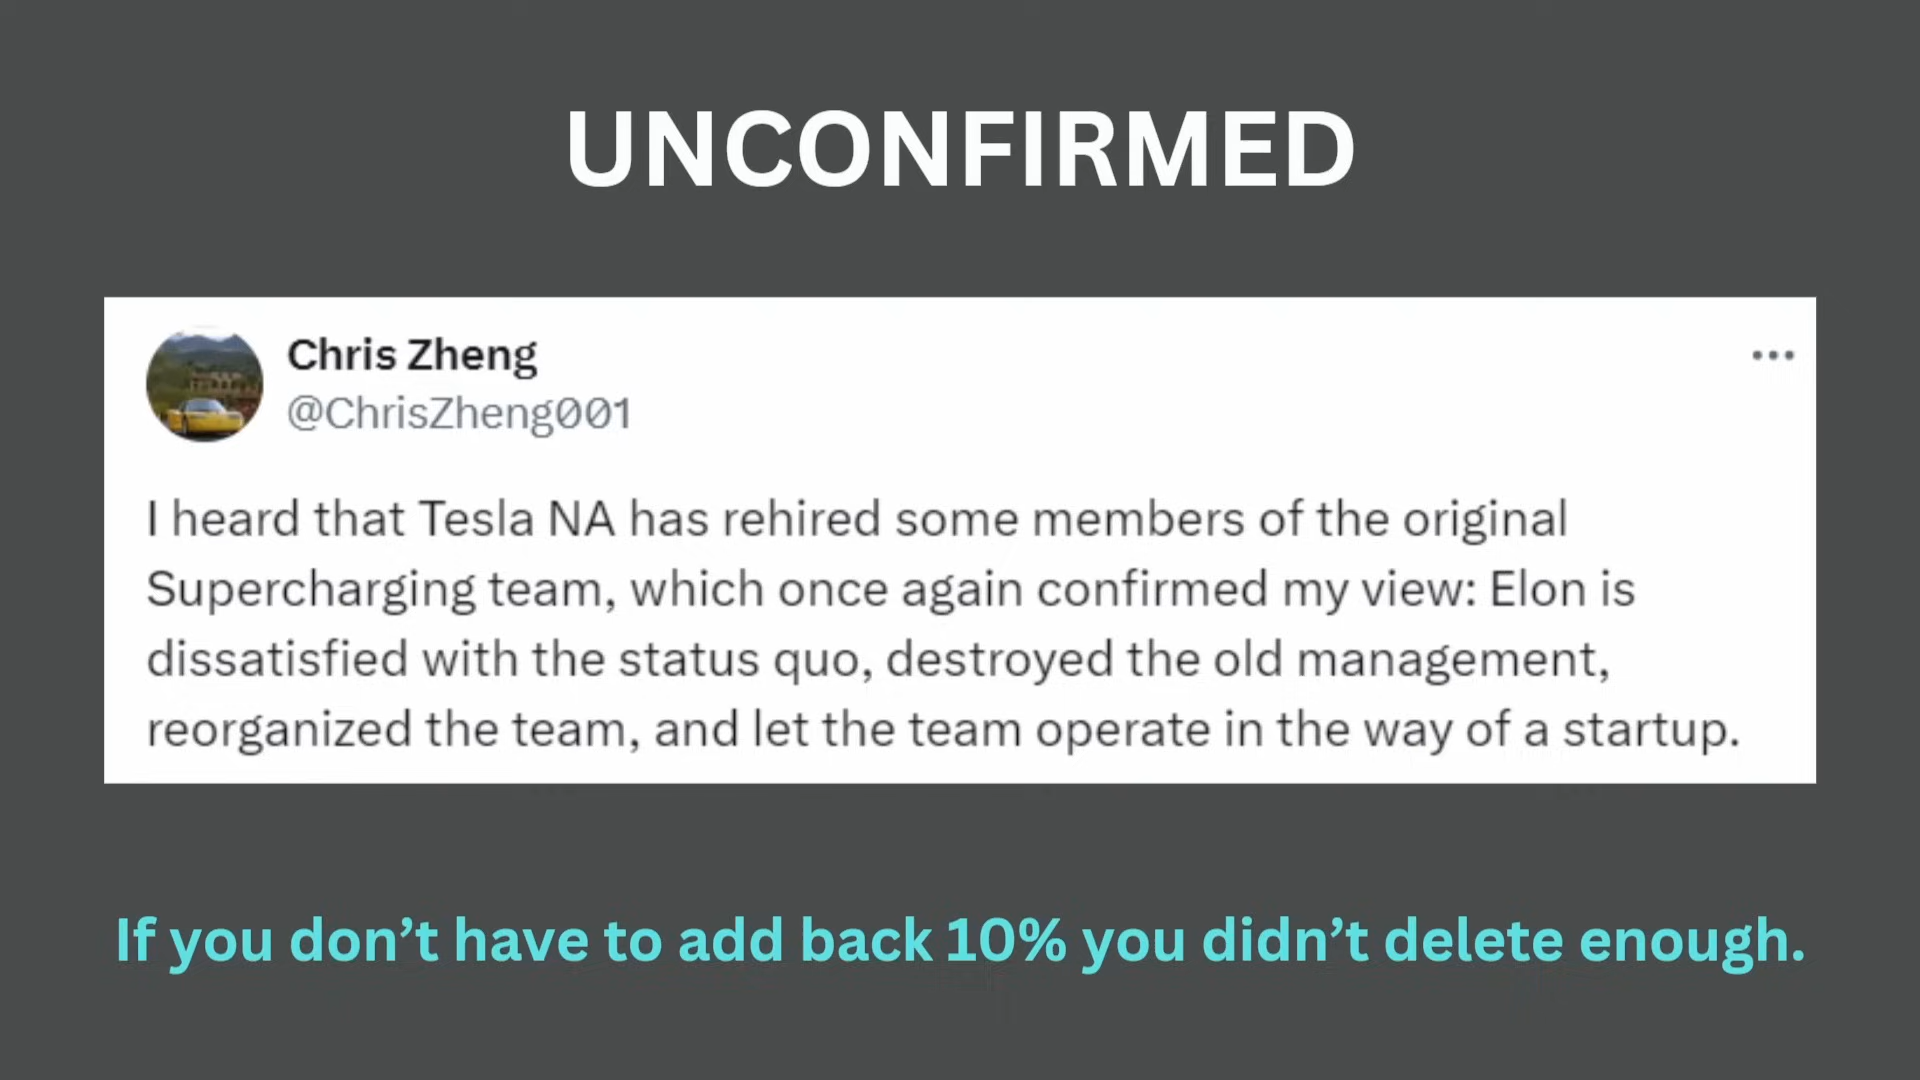 UNCONFIRMED
Chris Zheng
@ChrisZheng001
I heard that Tesla NA has rehired some members of the original
Supercharging team, which once again confirmed my view: Elon is
dissatisfied with the status quo, destroyed the old management,
reorganized the team, and let the team operate in the way of a startup.
If you don’t have to add back 10% you didn’t delete enough.